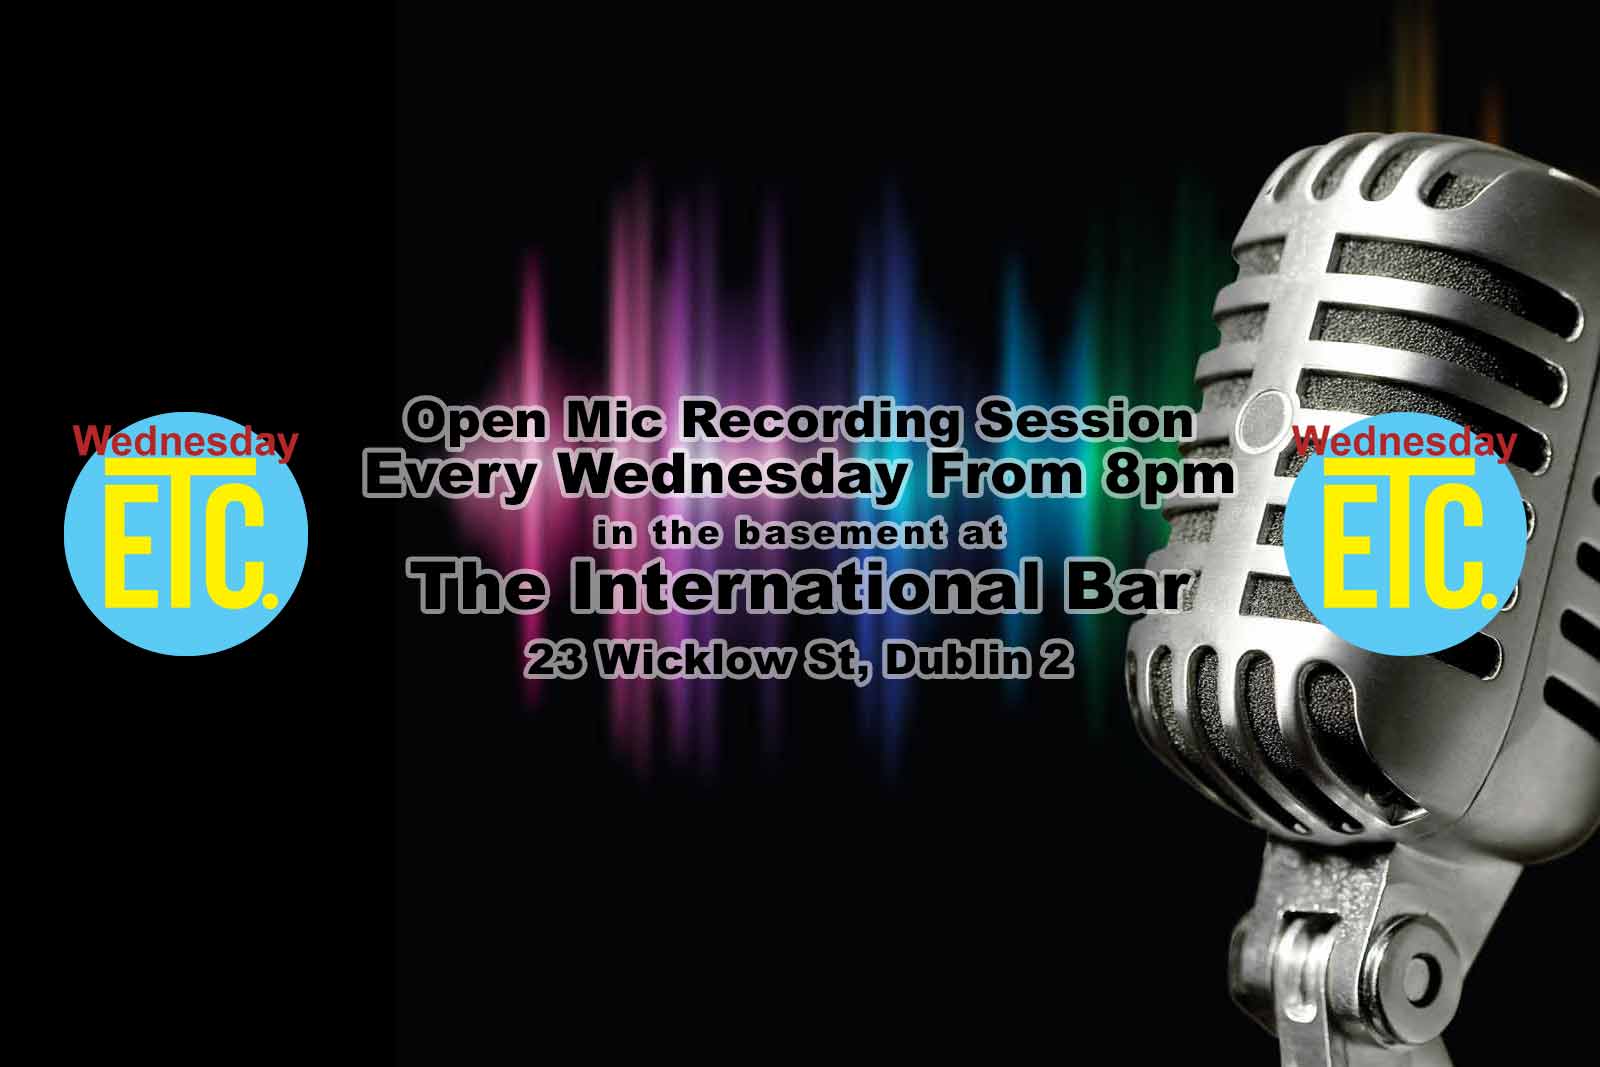 Open Mic Recording Session
Every Wednesday From 8pm
in the basement at
The International Bar
23 Wicklow St, Dublin 2
Wednesday
ETC.
Wednesday
ETC.